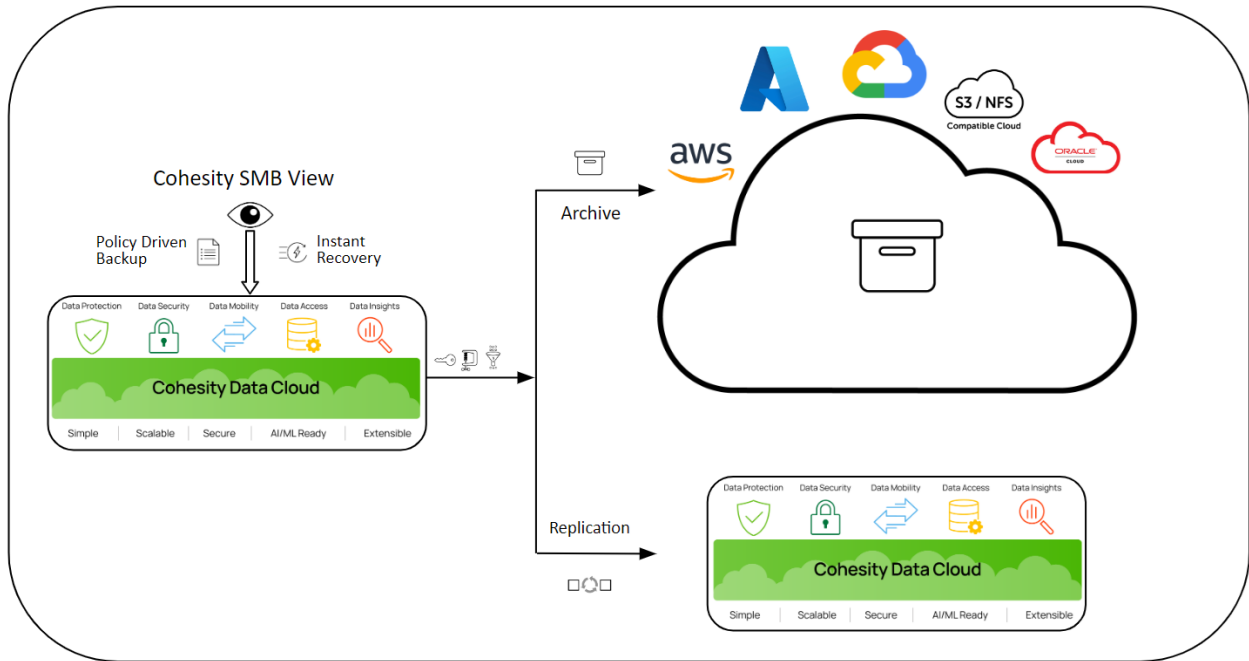 Cohesity SMB View
Policy Driven
Backup
Instant
Recovery
Data Protection
Data Security
Data Mobility
Data Access
Data Insights
Cohesity Data Cloud
Simple
Scalable
Secure
AI/ML Ready
Extensible
Archive
aws
S3 / NFS
Compatible Cloud
ORACLE
CLOUD
Replication
Data Protection
Data Security
Data Mobility
Data Access
Data Insights
Cohesity Data Cloud
Simple
Scalable
Secure
AI/ML Ready
Extensible